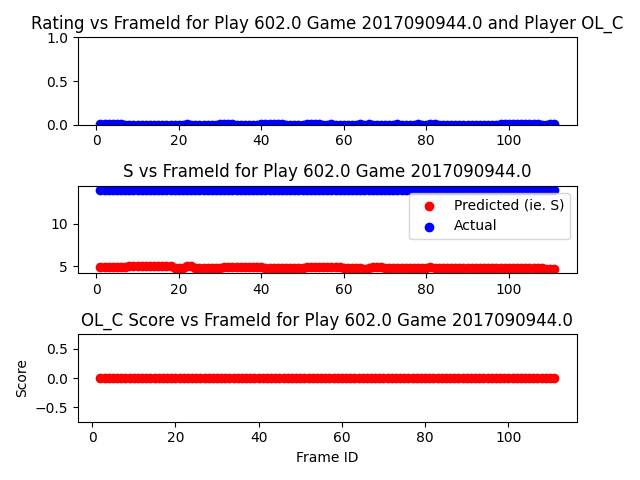 Rating vs FrameId for Play 602.0 Game 2017090944.0 and Player OL_C
1.0
0.5
0.0
0 20 40 60 80 100
S vs FrameId for Play 602.0 Game 2017090944.0
10
5
Predicted (ie. S)
Actual
0 20 40 60 80 100
OL_C Score vs FrameId for Play 602.0 Game 2017090944.0
Score
0.5
0.0
−0.5
0 20 40 60 80 100
Frame ID